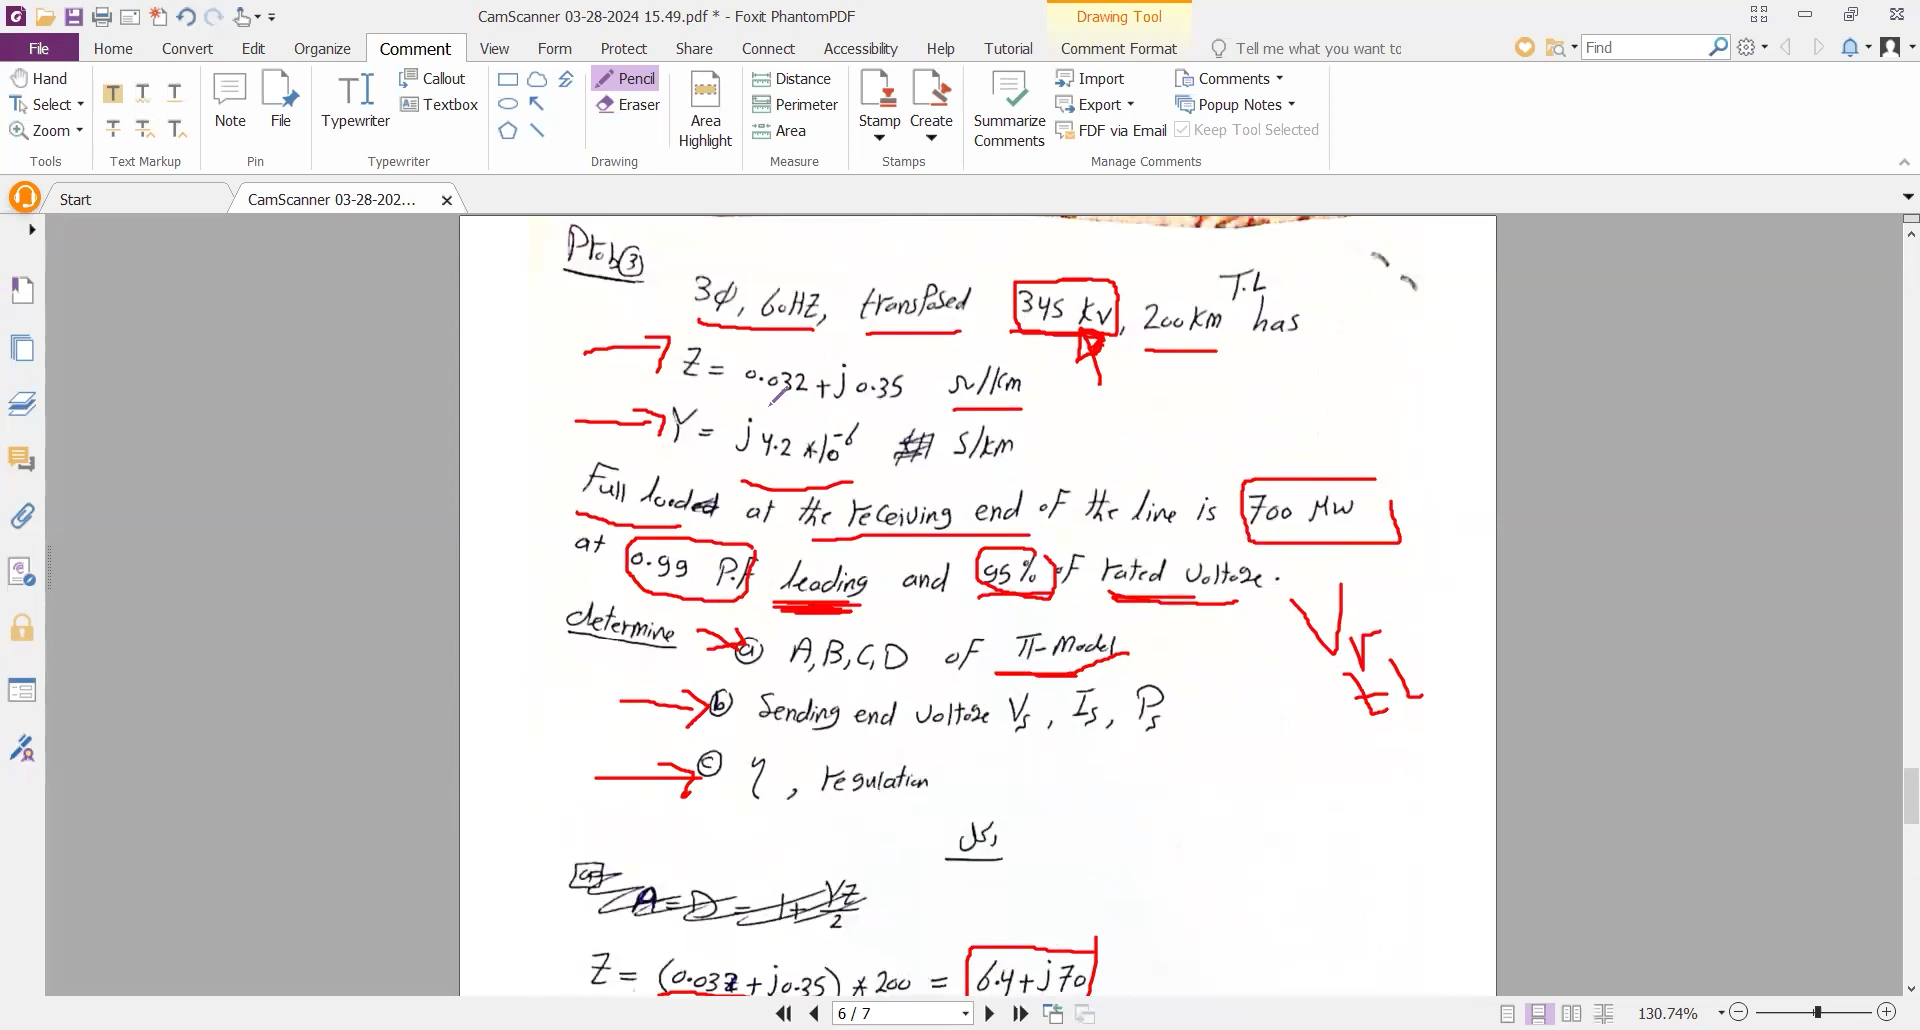 CamScanner 03-28-2024 15.49.pdf * - Foxit PhantomPDF
Drawing Tool
File Home Convert Edit Organize Comment View Form Protect Share Connect Accessibility Help Tutorial Comment Format Tell me what you want to Find
Hand
Select
Zoom
Tools
Text Markup
Note
File
Pin
Typewriter
Callout
Textbox
Typewriter
Pencil
Eraser
Drawing
Area Highlight
Distance
Perimeter
Area
Measure
Stamp
Create
Stamps
Summarize Comments
Import
Export
FDF via Email
Comments
Popup Notes
Keep Tool Selected
Manage Comments
Start
CamScanner 03-28-202...
Prob 3
3φ, 60HZ, transposed 345 kv, 200km T.L has
Z = 0.032 + j 0.35 Ω/km
Y = j 4.2 * 10^-6 S/km
Full loaded at the receiving end of the line is 700 MW
at 0.99 P.f leading and 95% of rated voltage.
determine a A, B, C, D of π-Model
b Sending end voltage Vs, Is, Ps
c η, regulation
A = D = 1 + YZ/2
Z = (0.032 + j0.35) * 200 = 6.4 + j70
6 / 7
130.74%